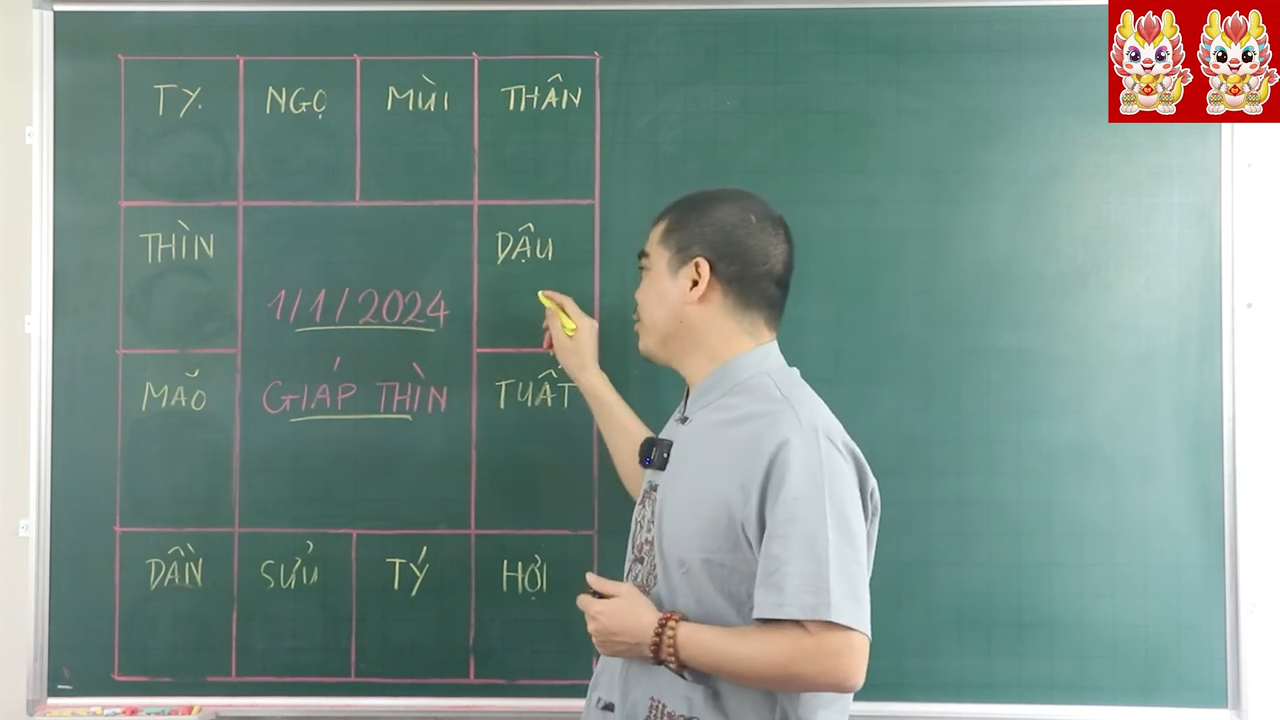 TỴ.
NGỌ
MÙI
THÂN
THÌN
DẬU
1/1/2024
GIÁP THÌN
MÃO
TUẤT
DẦN
SỬU
TÝ
HỢI